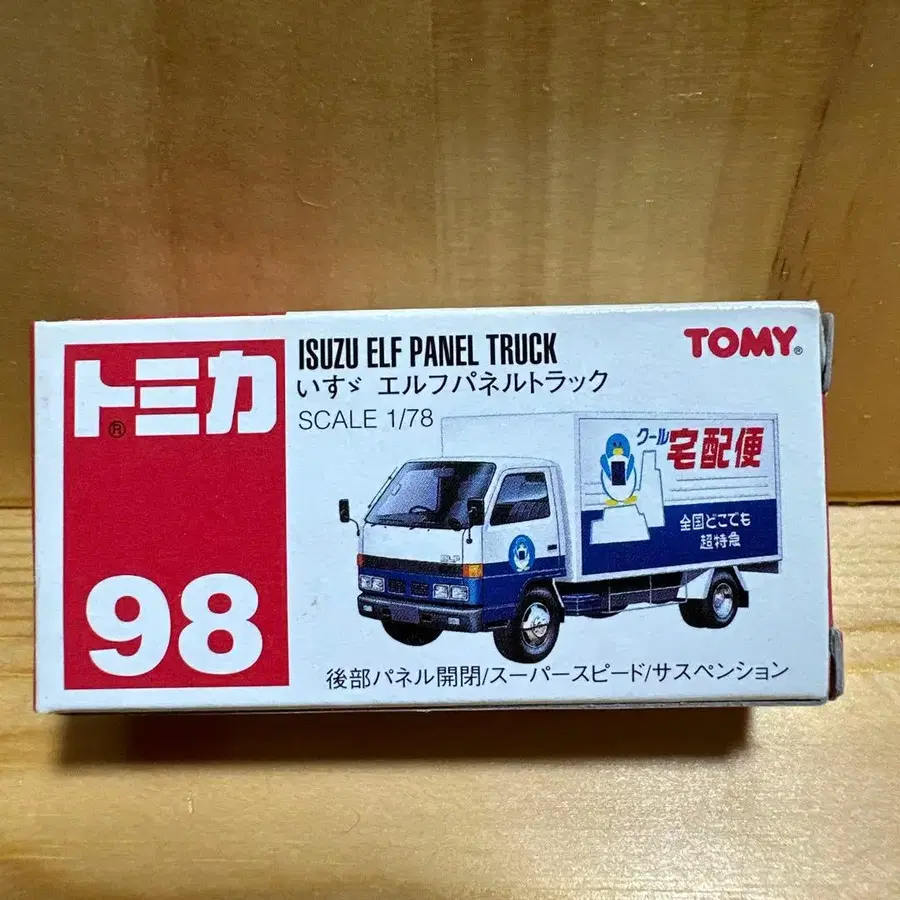 トミカ®
98
ISUZU ELF PANEL TRUCK
いすゞ エルフパネルトラック
SCALE 1/78
TOMY®
クール宅配便
全国どこでも
超特急
後部パネル開閉/スーパースピード/サスペンション